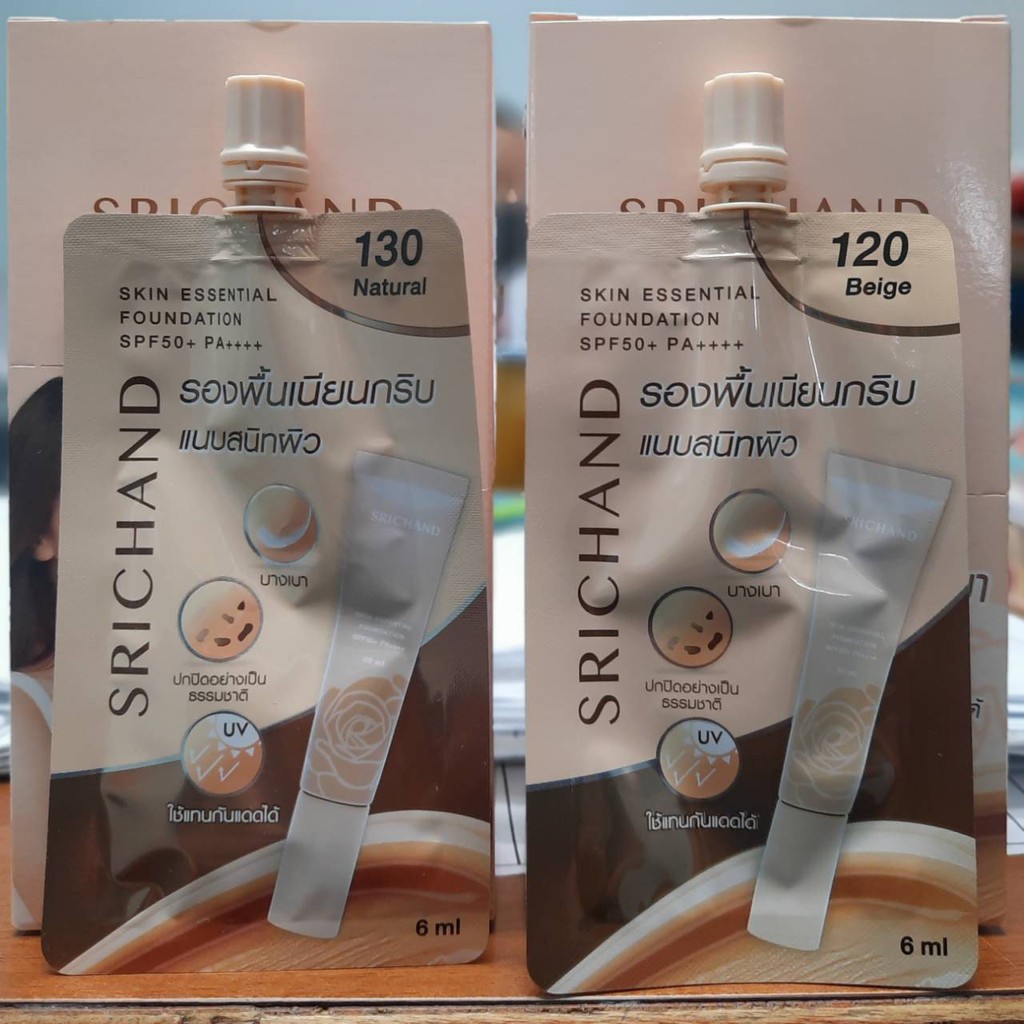 SRICHAND
130
Natural
SKIN ESSENTIAL
FOUNDATION
SPF50+ PA++++
SRICHAND
รองพื้นเนียนกริบ
แนบสนิทผิว
SRICHAND
บางเบา
ปกปิดอย่างเป็น
ธรรมชาติ
UV
ใช้แทนกันแดดได้
6 ml
120
Beige
SKIN ESSENTIAL
FOUNDATION
SPF50+ PA++++
SRICHAND
รองพื้นเนียนกริบ
แนบสนิทผิว
SRICHAND
บางเบา
ปกปิดอย่างเป็น
ธรรมชาติ
UV
ใช้แทนกันแดดได้
6 ml